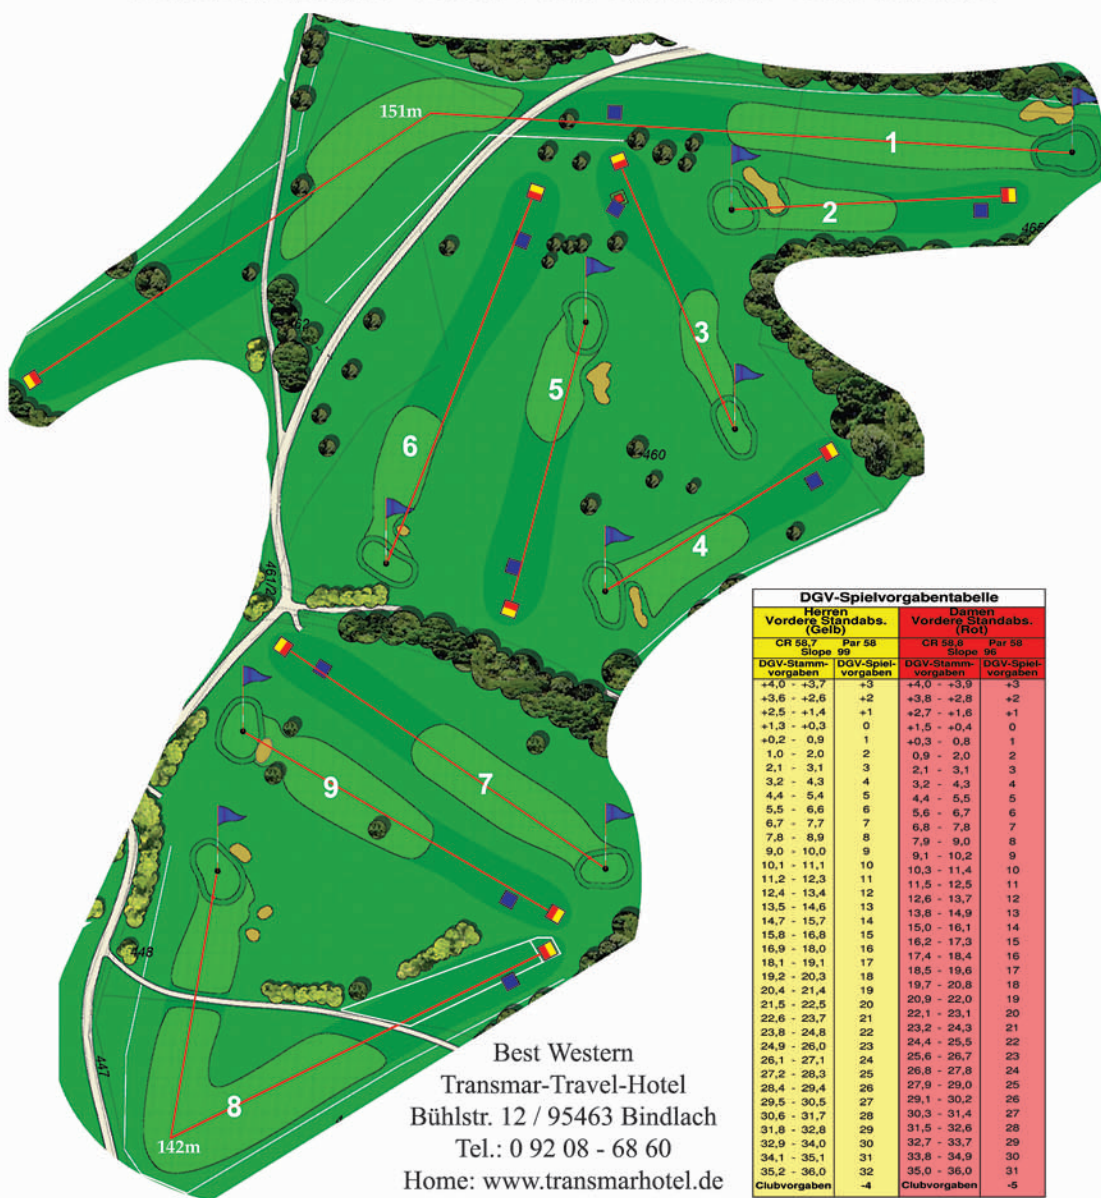 151m
1
2
3
5
6
4
460
461/2
9
7
448
447
8
142m
Best Western
Transmar-Travel-Hotel
Bühlstr. 12 / 95463 Bindlach
Tel.: 0 92 08 - 68 60
Home: www.transmarhotel.de
DGV-Spielvorgabentabelle
Herren Damen
Vordere Standabs. Vordere Standabs.
(Gelb) (Rot)
CR 58,7 Par 58 CR 58,8 Par 58
Slope 99 Slope 96
DGV-Stamm- DGV-Spiel- DGV-Stamm- DGV-Spiel-
vorgaben vorgaben vorgaben vorgaben
+4,0 - +3,7 +3 +4,0 - +3,9 +3
+3,6 - +2,6 +2 +3,8 - +2,8 +2
+2,5 - +1,4 +1 +2,7 - +1,6 +1
+1,3 - +0,3 0 +1,5 - +0,4 0
+0,2 - 0,9 1 +0,3 - 0,8 1
1,0 - 2,0 2 0,9 - 2,0 2
2,1 - 3,1 3 2,1 - 3,1 3
3,2 - 4,3 4 3,2 - 4,3 4
4,4 - 5,4 5 4,4 - 5,5 5
5,5 - 6,6 6 5,6 - 6,7 6
6,7 - 7,7 7 6,8 - 7,8 7
7,8 - 8,9 8 7,9 - 9,0 8
9,0 - 10,0 9 9,1 - 10,2 9
10,1 - 11,1 10 10,3 - 11,4 10
11,2 - 12,3 11 11,5 - 12,5 11
12,4 - 13,4 12 12,6 - 13,7 12
13,5 - 14,6 13 13,8 - 14,9 13
14,7 - 15,7 14 15,0 - 16,1 14
15,8 - 16,8 15 16,2 - 17,3 15
16,9 - 18,0 16 17,4 - 18,4 16
18,1 - 19,1 17 18,5 - 19,6 17
19,2 - 20,3 18 19,7 - 20,8 18
20,4 - 21,4 19 20,9 - 22,0 19
21,5 - 22,5 20 22,1 - 23,1 20
22,6 - 23,7 21 23,2 - 24,3 21
23,8 - 24,8 22 24,4 - 25,5 22
24,9 - 26,0 23 25,6 - 26,7 23
26,1 - 27,1 24 26,8 - 27,8 24
27,2 - 28,3 25 27,9 - 29,0 25
28,4 - 29,4 26 29,1 - 30,2 26
29,5 - 30,5 27 30,3 - 31,4 27
30,6 - 31,7 28 31,5 - 32,6 28
31,8 - 32,8 29 32,7 - 33,7 29
32,9 - 34,0 30 33,8 - 34,9 30
34,1 - 35,1 31 35,0 - 36,0 31
35,2 - 36,0 32
Clubvorgaben -4 Clubvorgaben -5